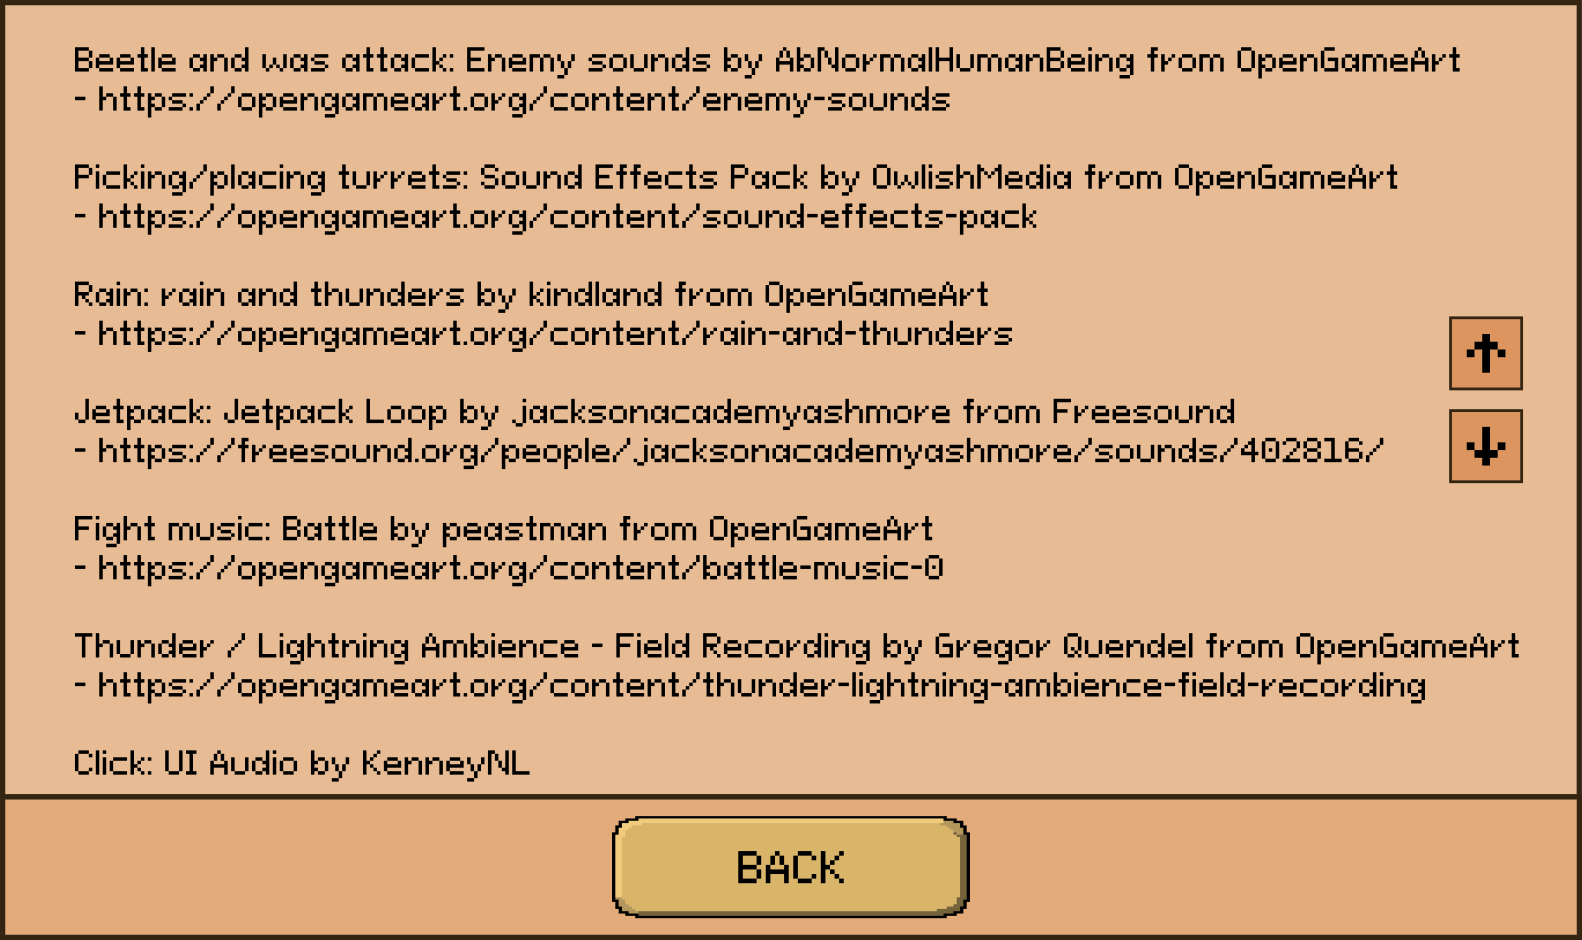 Beetle and was attack: Enemy sounds by AbNormalHumanBeing from OpenGameArt
- https://opengameart.org/content/enemy-sounds
Picking/placing turrets: Sound Effects Pack by OwlishMedia from OpenGameArt
- https://opengameart.org/content/sound-effects-pack
Rain: rain and thunders by kindland from OpenGameArt
- https://opengameart.org/content/rain-and-thunders
Jetpack: Jetpack Loop by jacksonacademyashmore from Freesound
- https://freesound.org/people/jacksonacademyashmore/sounds/402816/
Fight music: Battle by peastman from OpenGameArt
- https://opengameart.org/content/battle-music-0
Thunder / Lightning Ambience - Field Recording by Gregor Quendel from OpenGameArt
- https://opengameart.org/content/thunder-lightning-ambience-field-recording
Click: UI Audio by KenneyNL
BACK